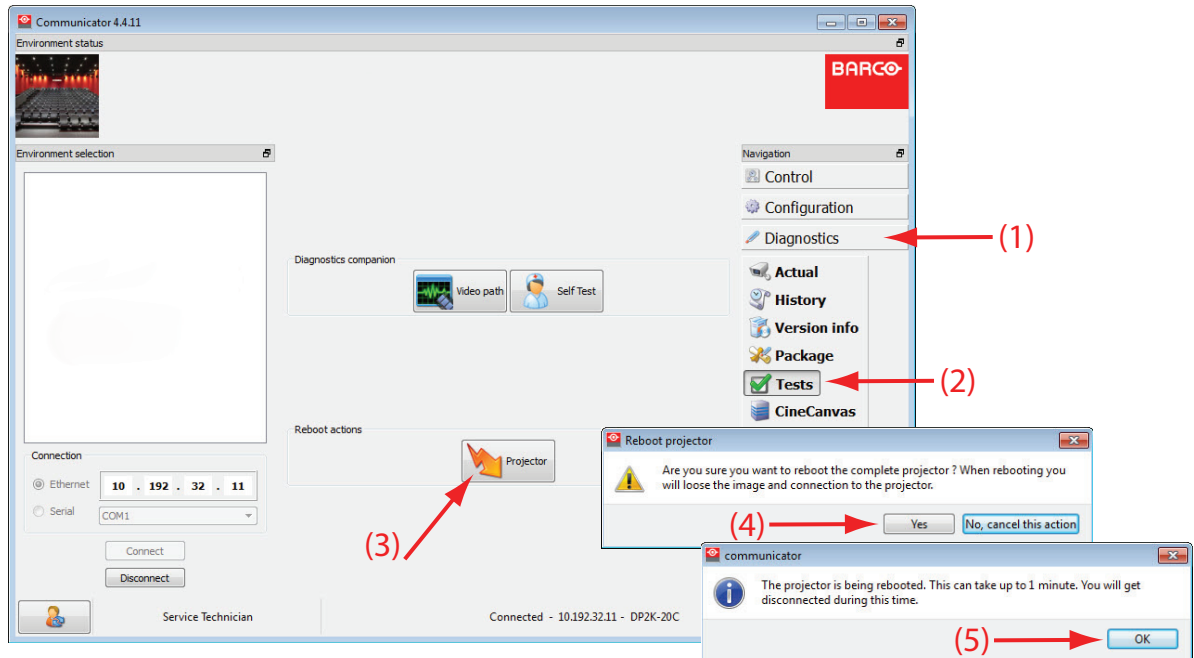 Communicator 4.4.11
Environment status
BARCO
Environment selection
Navigation
Control
Configuration
Diagnostics
(1)
Diagnostics companion
Video path
Self Test
Actual
History
Version info
Package
Tests
(2)
CineCanvas
Reboot actions
Projector
(3)
Reboot projector
Are you sure you want to reboot the complete projector ? When rebooting you
will loose the image and connection to the projector.
(4)
Yes
No, cancel this action
Connection
Ethernet
10 . 192 . 32 . 11
Serial
COM1
Connect
Disconnect
communicator
The projector is being rebooted. This can take up to 1 minute. You will get
disconnected during this time.
(5)
OK
Service Technician
Connected - 10.192.32.11 - DP2K-20C